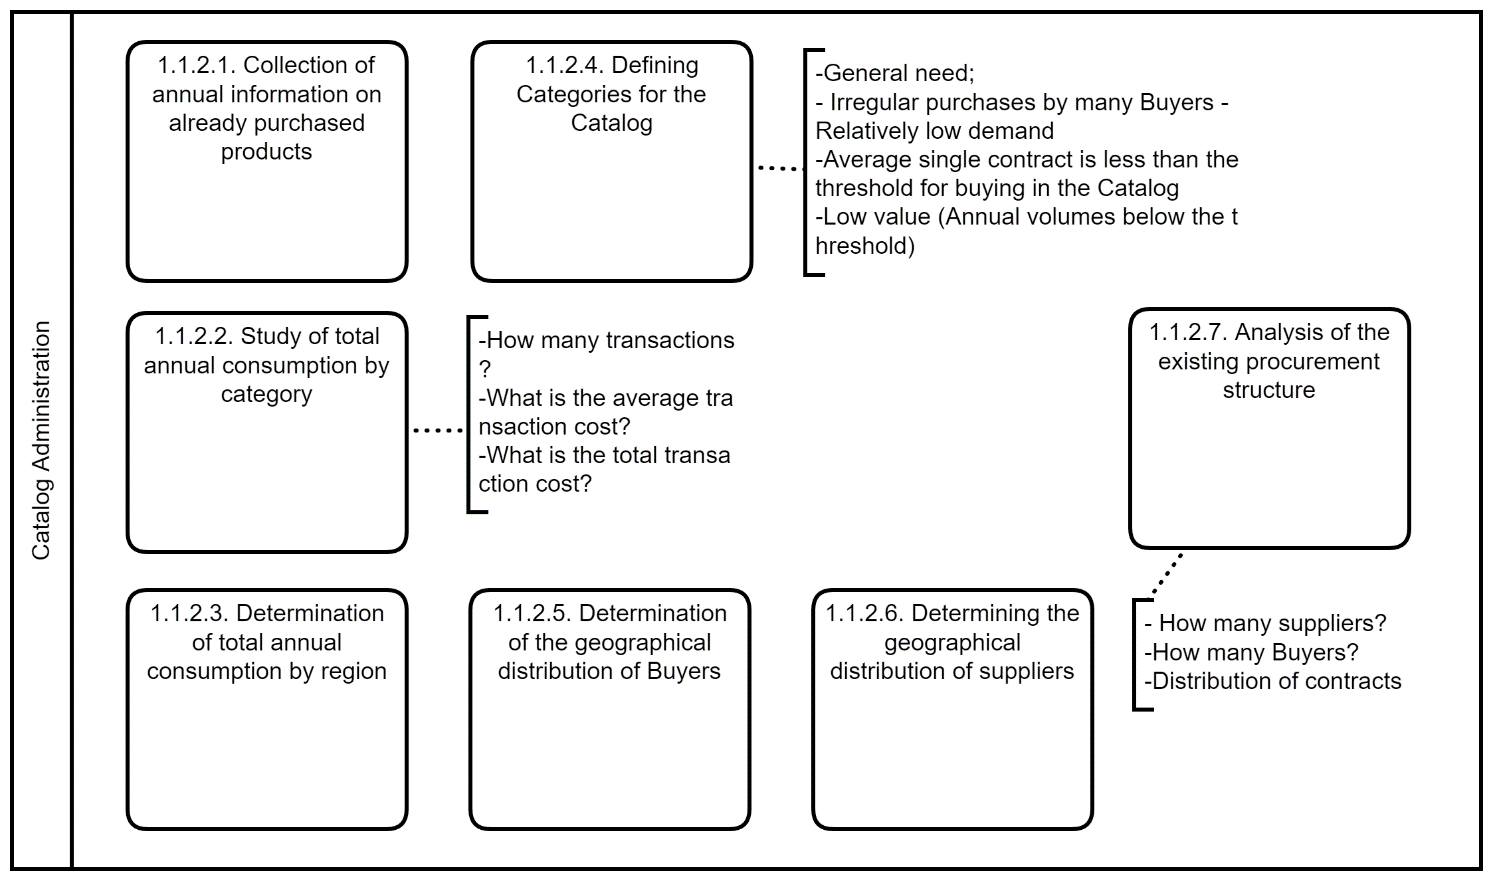 Catalog Administration
1.1.2.1. Collection of
annual information on
already purchased
products
1.1.2.4. Defining
Categories for the
Catalog
-General need;
- Irregular purchases by many Buyers -
Relatively low demand
-Average single contract is less than the
threshold for buying in the Catalog
-Low value (Annual volumes below the t
hreshold)
1.1.2.2. Study of total
annual consumption by
category
-How many transactions
?
-What is the average tra
nsaction cost?
-What is the total transa
ction cost?
1.1.2.7. Analysis of the
existing procurement
structure
1.1.2.3. Determination
of total annual
consumption by region
1.1.2.5. Determination
of the geographical
distribution of Buyers
1.1.2.6. Determining the
geographical
distribution of suppliers
- How many suppliers?
-How many Buyers?
-Distribution of contracts